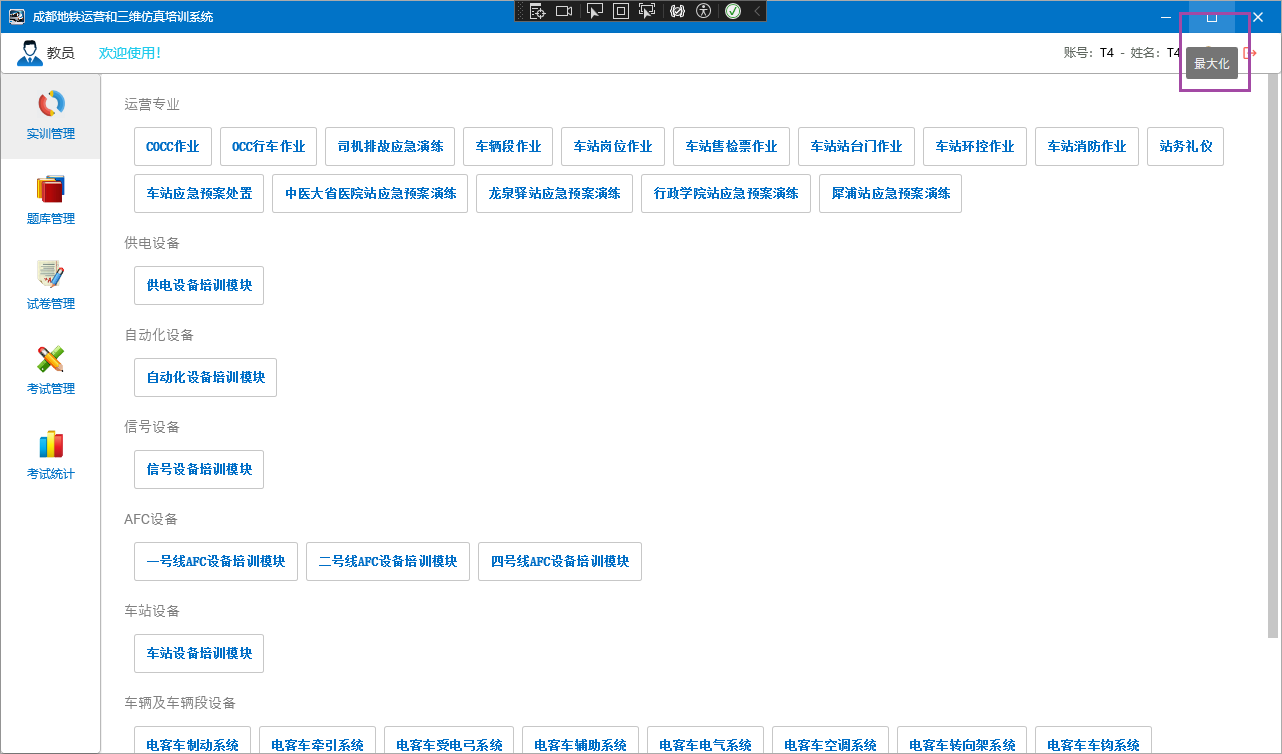 成都地铁运营和三维仿真培训系统
教员 欢迎使用! 账号: T4 - 姓名: T4
最大化
实训管理
题库管理
试卷管理
考试管理
考试统计
运营专业
COCC作业 OCC行车作业 司机排故应急演练 车辆段作业 车站岗位作业 车站售检票作业 车站站台门作业 车站环控作业 车站消防作业 站务礼仪
车站应急预案处置 中医大省医院站应急预案演练 龙泉驿站应急预案演练 行政学院站应急预案演练 犀浦站应急预案演练
供电设备
供电设备培训模块
自动化设备
自动化设备培训模块
信号设备
信号设备培训模块
AFC设备
一号线AFC设备培训模块 二号线AFC设备培训模块 四号线AFC设备培训模块
车站设备
车站设备培训模块
车辆及车辆段设备
电客车制动系统 电客车牵引系统 电客车受电弓系统 电客车辅助系统 电客车电气系统 电客车空调系统 电客车转向架系统 电客车车钩系统